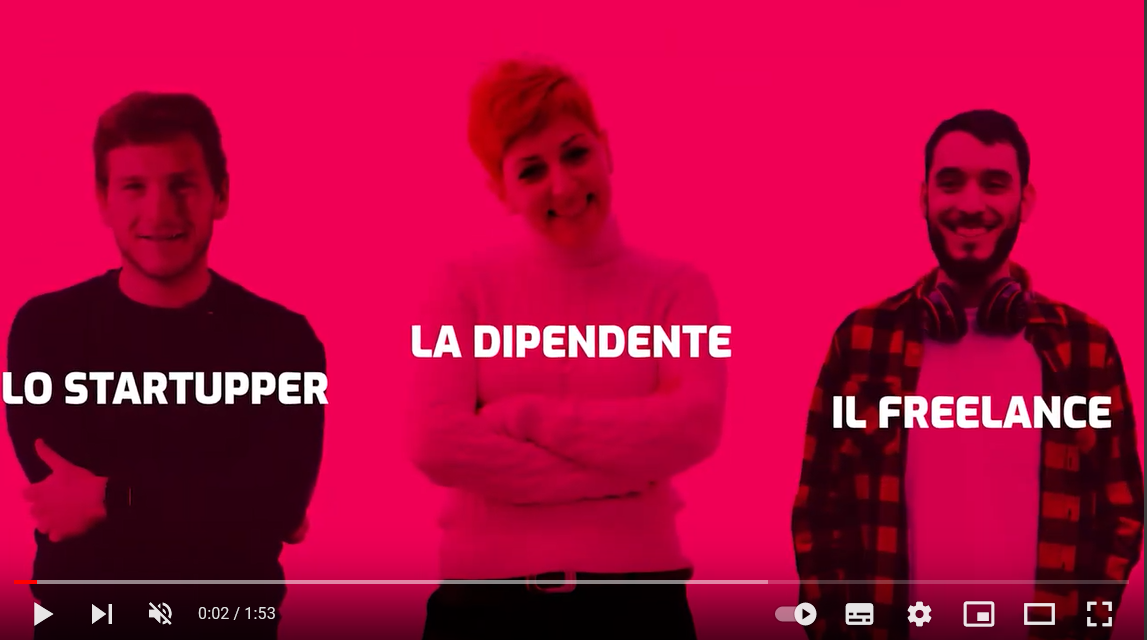 LO STARTUPPER
LA DIPENDENTE
IL FREELANCE
0:02 / 1:53